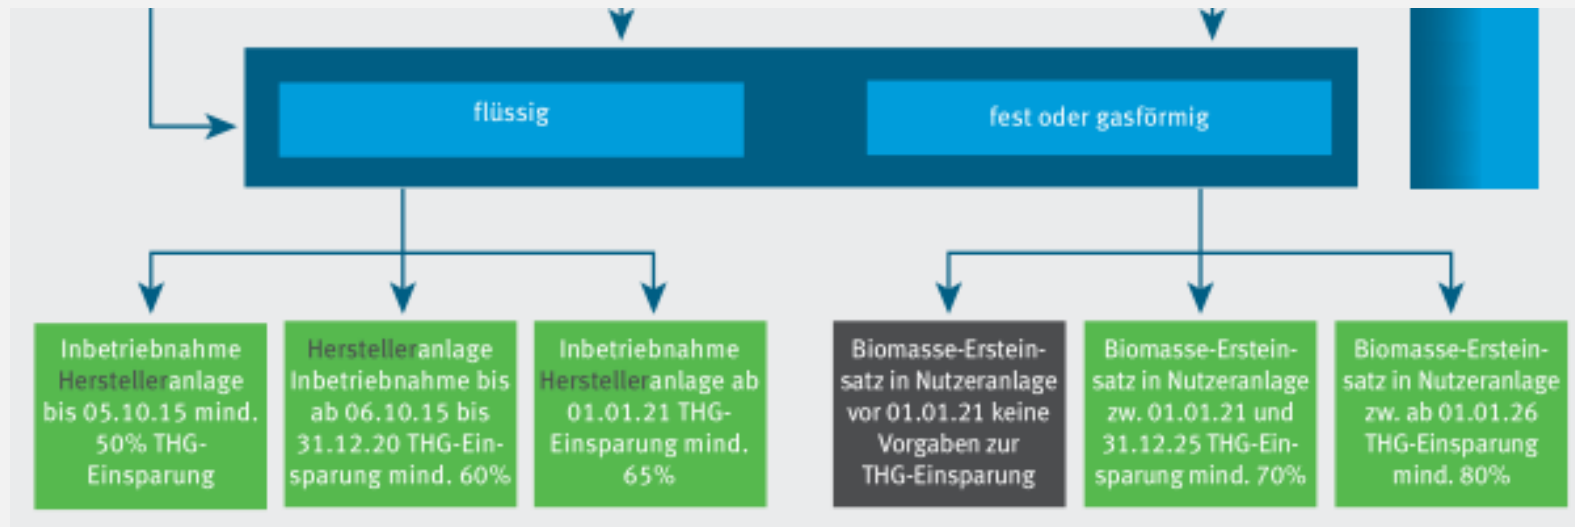 flüssig
fest oder gasförmig
Inbetriebnahme
Herstelleranlage
bis 05.10.15 mind.
50% THG-
Einsparung
Herstelleranlage
Inbetriebnahme bis
ab 06.10.15 bis
31.12.20 THG-Ein-
sparung mind. 60%
Inbetriebnahme
Herstelleranlage ab
01.01.21 THG-
Einsparung mind.
65%
Biomasse-Erstein-
satz in Nutzeranlage
vor 01.01.21 keine
Vorgaben zur
THG-Einsparung
Biomasse-Erstein-
satz in Nutzeranlage
zw. 01.01.21 und
31.12.25 THG-Ein-
sparung mind. 70%
Biomasse-Erstein-
satz in Nutzeranlage
zw. ab 01.01.26
THG-Einsparung
mind. 80%